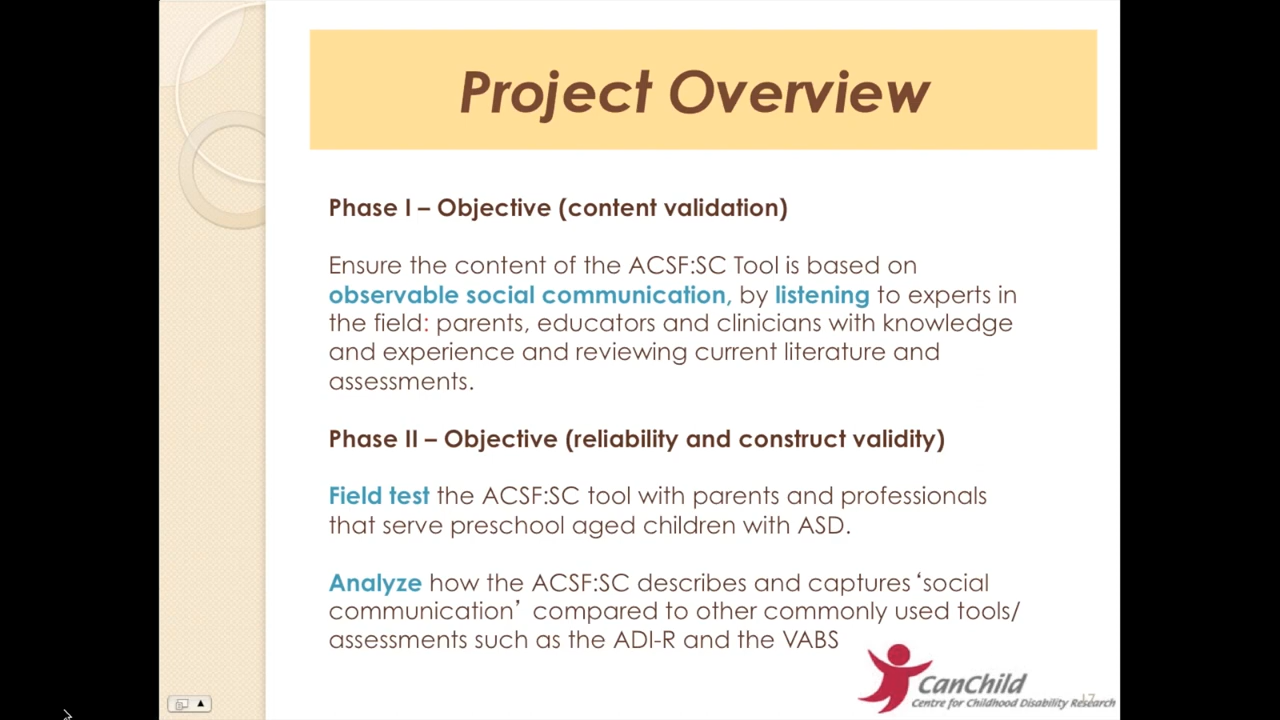 Project Overview
Phase I – Objective (content validation)
Ensure the content of the ACSF:SC Tool is based on
observable social communication, by listening to experts in
the field: parents, educators and clinicians with knowledge
and experience and reviewing current literature and
assessments.
Phase II – Objective (reliability and construct validity)
Field test the ACSF:SC tool with parents and professionals
that serve preschool aged children with ASD.
Analyze how the ACSF:SC describes and captures ‘social
communication’ compared to other commonly used tools/
assessments such as the ADI-R and the VABS
CanChild
Centre for Childhood Disability Research
17